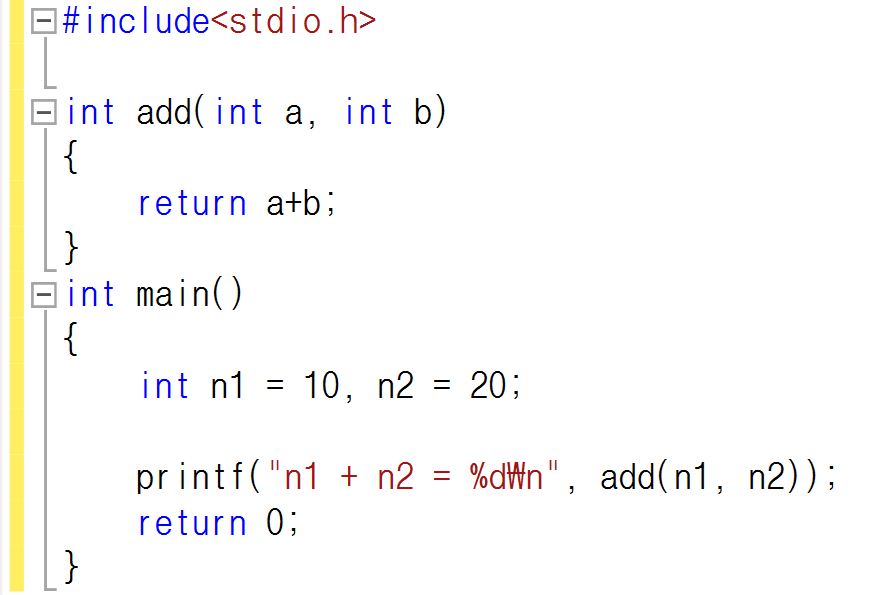 #include<stdio.h>
int add(int a, int b)
{
    return a+b;
}
int main()
{
    int n1 = 10, n2 = 20;
    printf("n1 + n2 = %d₩n", add(n1, n2));
    return 0;
}